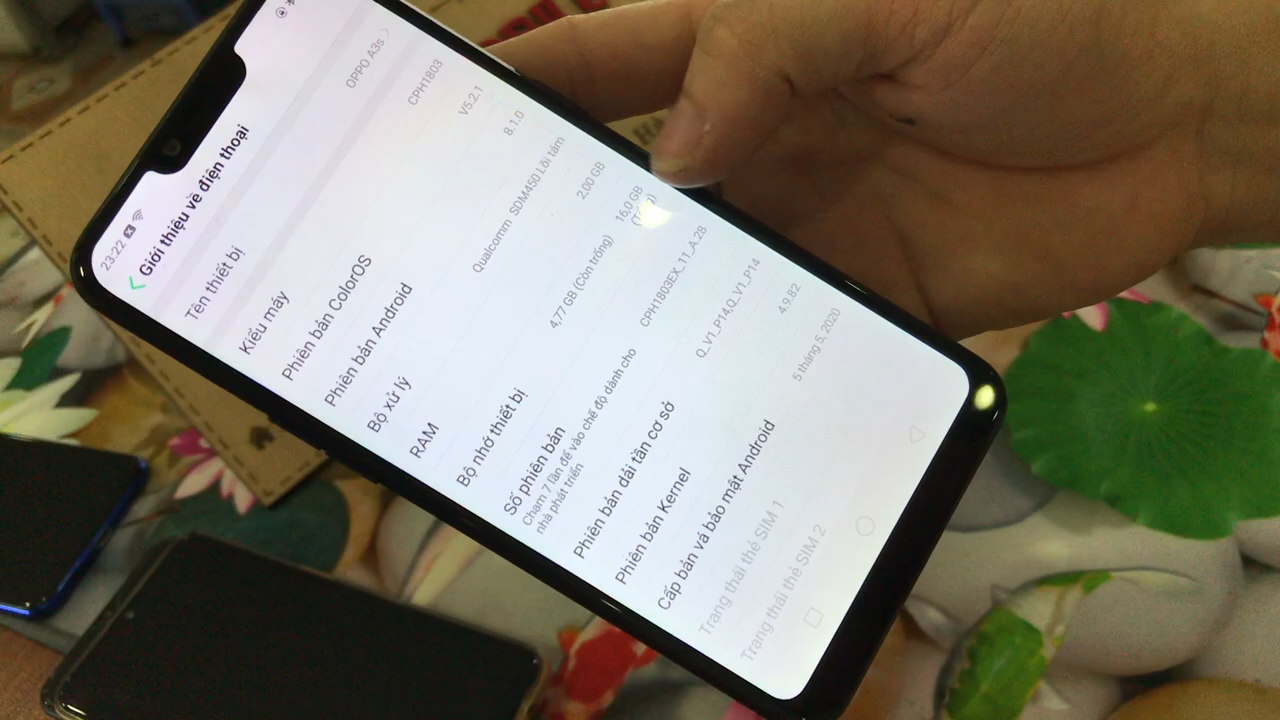 23:22
Giới thiệu về điện thoại
Tên thiết bị OPPO A3s
Kiểu máy CPH1803
Phiên bản ColorOS V5.2.1
Phiên bản Android 8.1.0
Bộ xử lý Qualcomm SDM450 Lõi tám
RAM 2,00 GB
Bộ nhớ thiết bị 4,77 GB (Còn trống) 16,0 GB
Số phiên bản CPH1803EX_11_A.28
Chạm 7 lần để vào chế độ dành cho
nhà phát triển
Phiên bản dải tần cơ sở Q_V1_P14,Q_V1_P14
Phiên bản Kernel 4.9.82
Cấp bản vá bảo mật Android 5 tháng 5, 2020
Trạng thái thẻ SIM 1
Trạng thái thẻ SIM 2